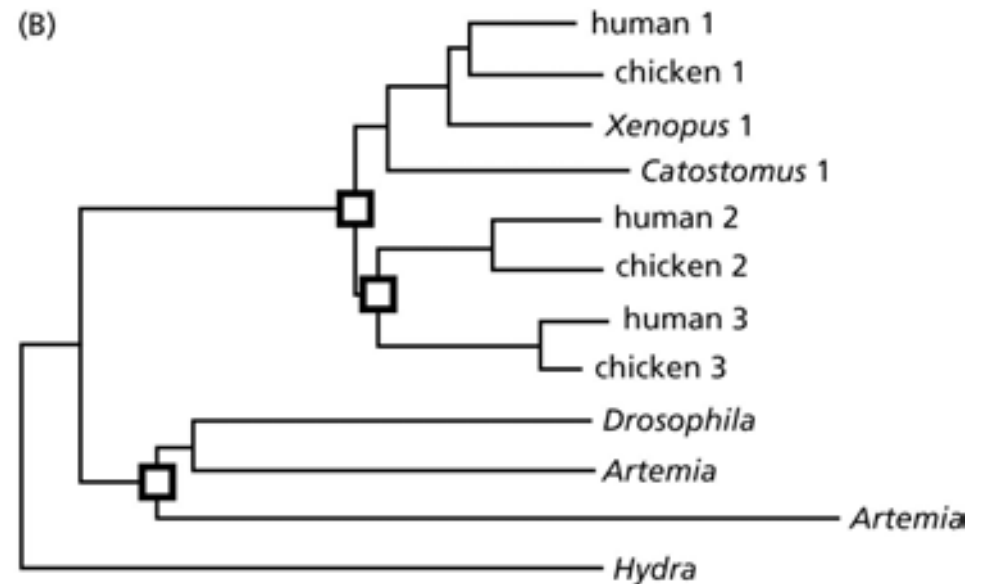 (B)
human 1
chicken 1
Xenopus 1
Catostomus 1
human 2
chicken 2
human 3
chicken 3
Drosophila
Artemia
Artemia
Hydra